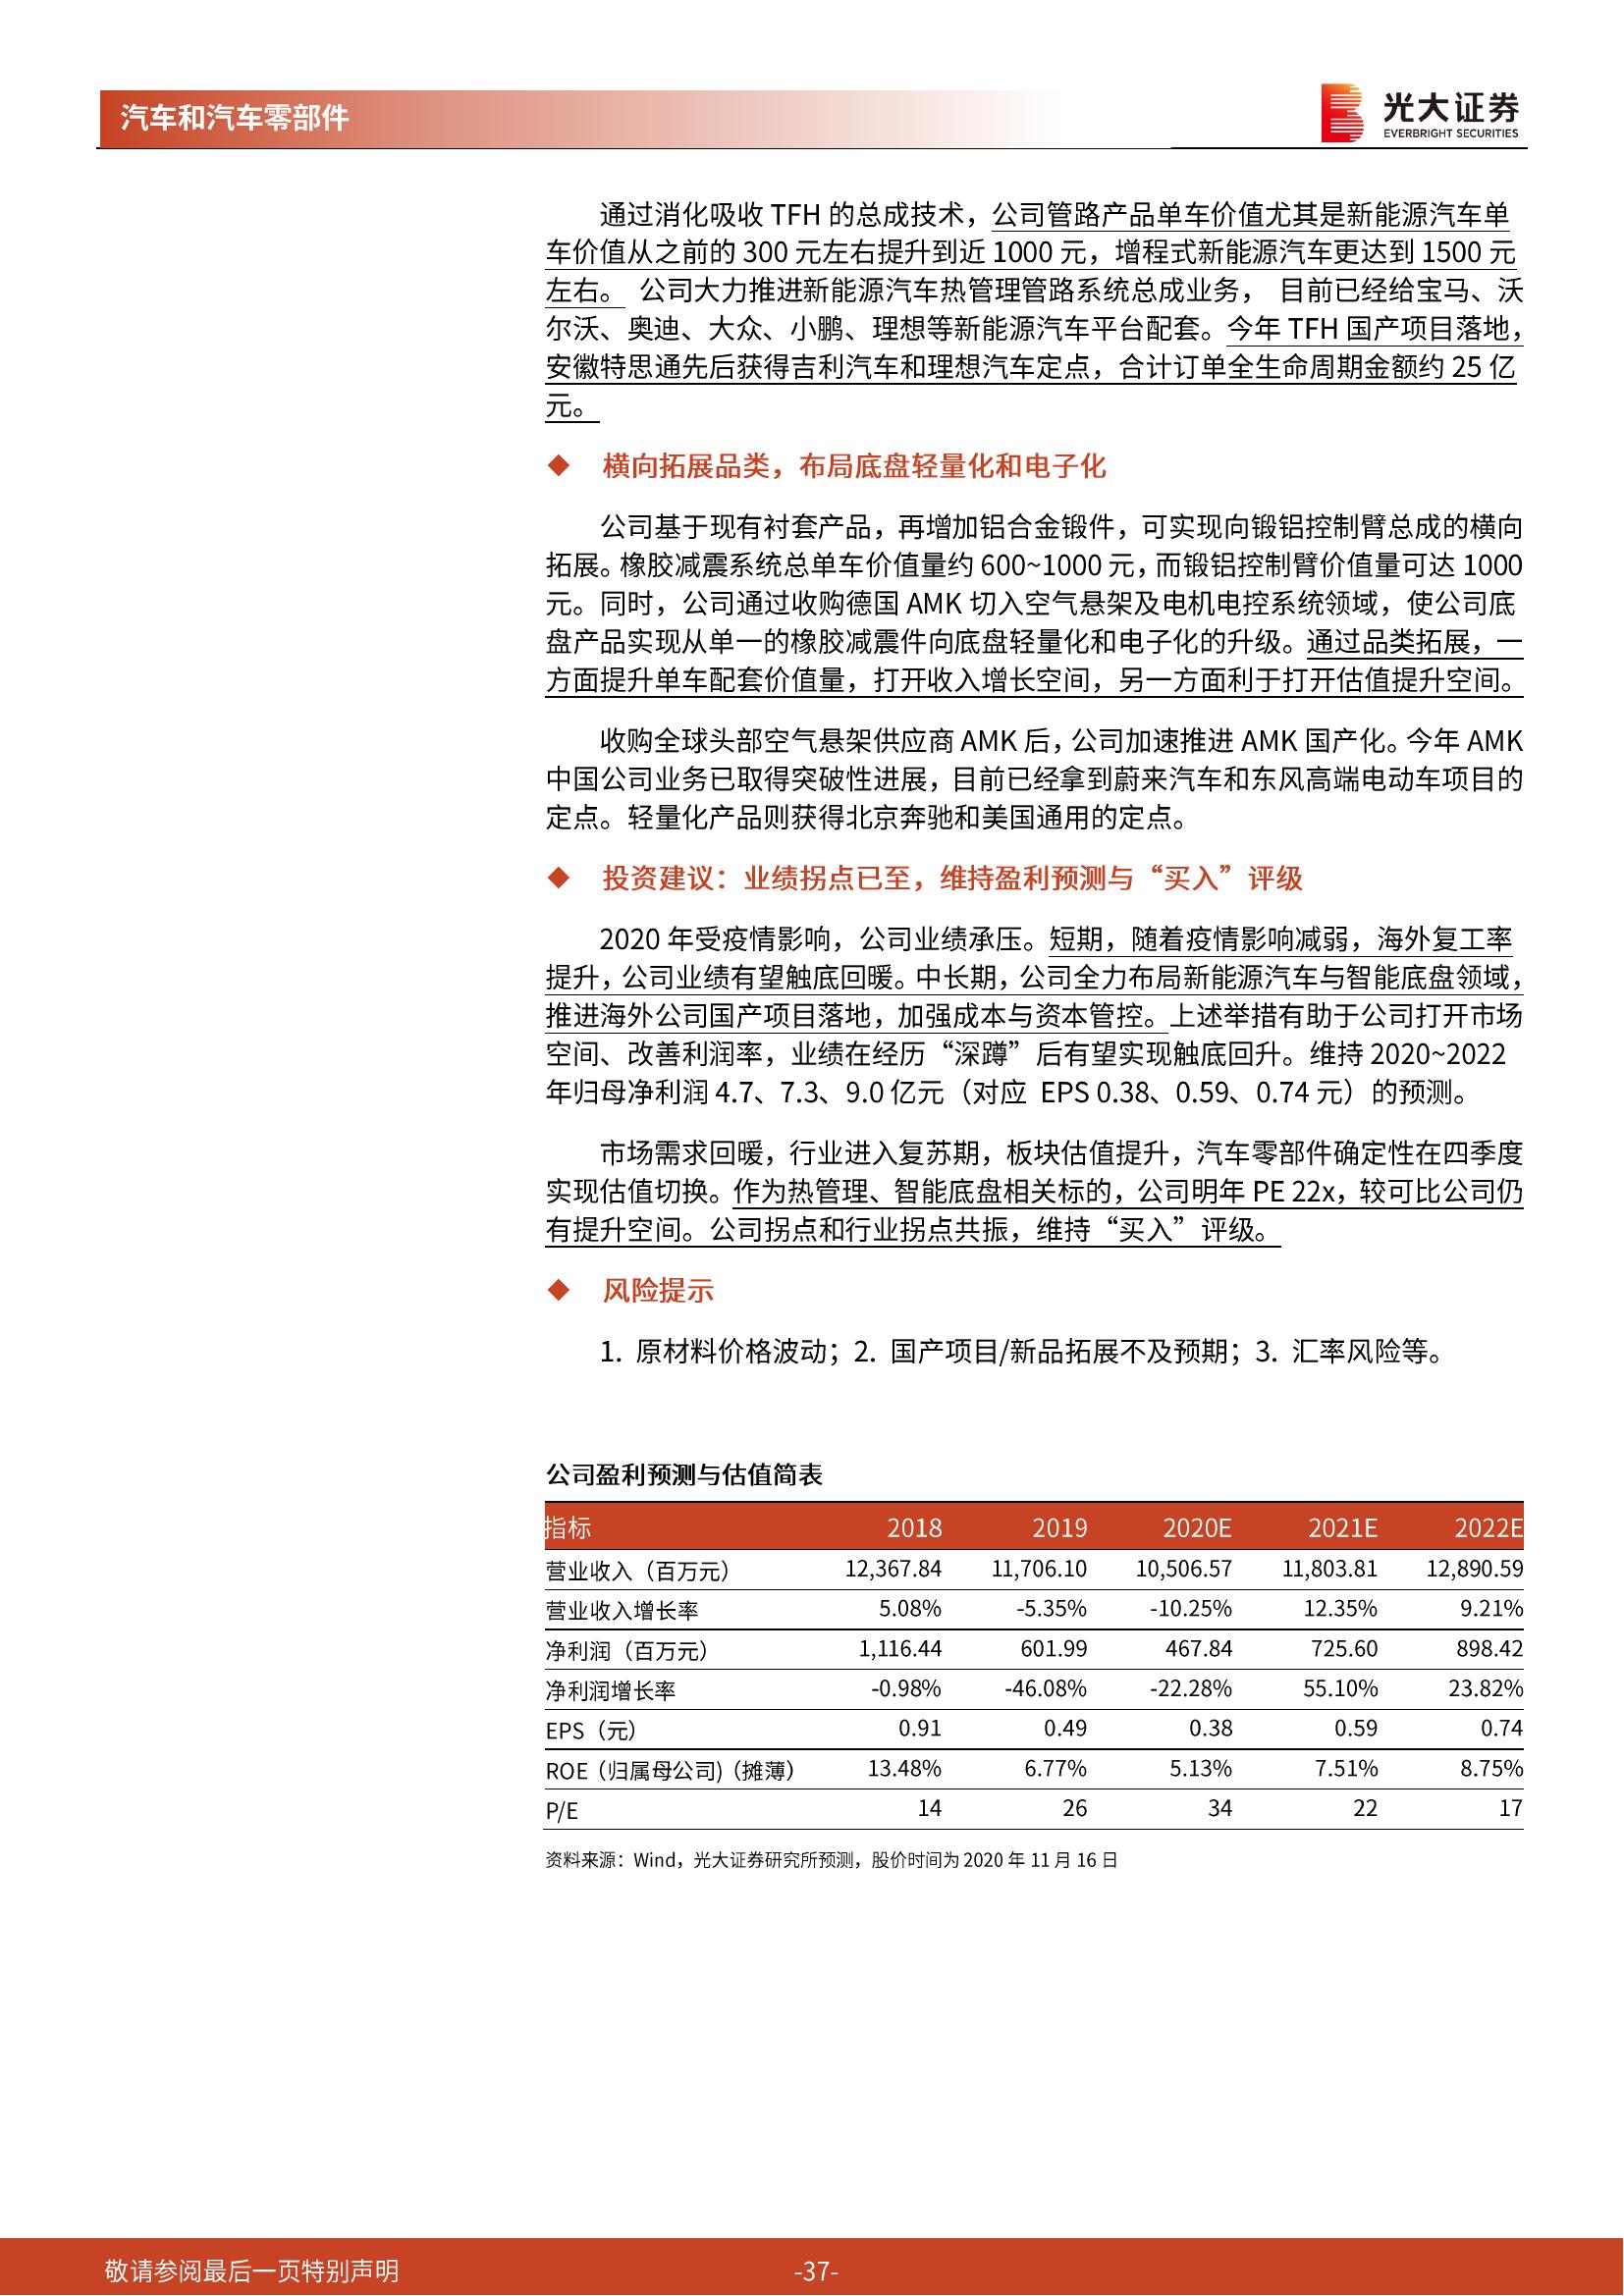 汽车和汽车零部件
光大证券
EVERBRIGHT SECURITIES
通过消化吸收 TFH 的总成技术，公司管路产品单车价值尤其是新能源汽车单
车价值从之前的 300 元左右提升到近 1000 元，增程式新能源汽车更达到 1500 元
左右。 公司大力推进新能源汽车热管理管路系统总成业务， 目前已经给宝马、沃
尔沃、奥迪、大众、小鹏、理想等新能源汽车平台配套。今年 TFH 国产项目落地，
安徽特思通先后获得吉利汽车和理想汽车定点，合计订单全生命周期金额约 25 亿
元。
◆ 横向拓展品类，布局底盘轻量化和电子化
公司基于现有衬套产品，再增加铝合金锻件，可实现向锻铝控制臂总成的横向
拓展。橡胶减震系统总单车价值量约 600~1000 元，而锻铝控制臂价值量可达 1000
元。同时，公司通过收购德国 AMK 切入空气悬架及电机电控系统领域，使公司底
盘产品实现从单一的橡胶减震件向底盘轻量化和电子化的升级。通过品类拓展，一
方面提升单车配套价值量，打开收入增长空间，另一方面利于打开估值提升空间。
收购全球头部空气悬架供应商 AMK 后，公司加速推进 AMK 国产化。今年 AMK
中国公司业务已取得突破性进展，目前已经拿到蔚来汽车和东风高端电动车项目的
定点。轻量化产品则获得北京奔驰和美国通用的定点。
◆ 投资建议：业绩拐点已至，维持盈利预测与“买入”评级
2020 年受疫情影响，公司业绩承压。短期，随着疫情影响减弱，海外复工率
提升，公司业绩有望触底回暖。中长期，公司全力布局新能源汽车与智能底盘领域，
推进海外公司国产项目落地，加强成本与资本管控。上述举措有助于公司打开市场
空间、改善利润率，业绩在经历“深蹲”后有望实现触底回升。维持 2020~2022
年归母净利润 4.7、7.3、9.0 亿元（对应 EPS 0.38、0.59、0.74 元）的预测。
市场需求回暖，行业进入复苏期，板块估值提升，汽车零部件确定性在四季度
实现估值切换。作为热管理、智能底盘相关标的，公司明年 PE 22x，较可比公司仍
有提升空间。公司拐点和行业拐点共振，维持“买入”评级。
◆ 风险提示
1. 原材料价格波动；2. 国产项目/新品拓展不及预期；3. 汇率风险等。
公司盈利预测与估值简表
指标 2018 2019 2020E 2021E 2022E
营业收入（百万元） 12,367.84 11,706.10 10,506.57 11,803.81 12,890.59
营业收入增长率 5.08% -5.35% -10.25% 12.35% 9.21%
净利润（百万元） 1,116.44 601.99 467.84 725.60 898.42
净利润增长率 -0.98% -46.08% -22.28% 55.10% 23.82%
EPS（元） 0.91 0.49 0.38 0.59 0.74
ROE（归属母公司)（摊薄） 13.48% 6.77% 5.13% 7.51% 8.75%
P/E 14 26 34 22 17
资料来源：Wind，光大证券研究所预测，股价时间为 2020 年 11 月 16 日
敬请参阅最后一页特别声明 -37-